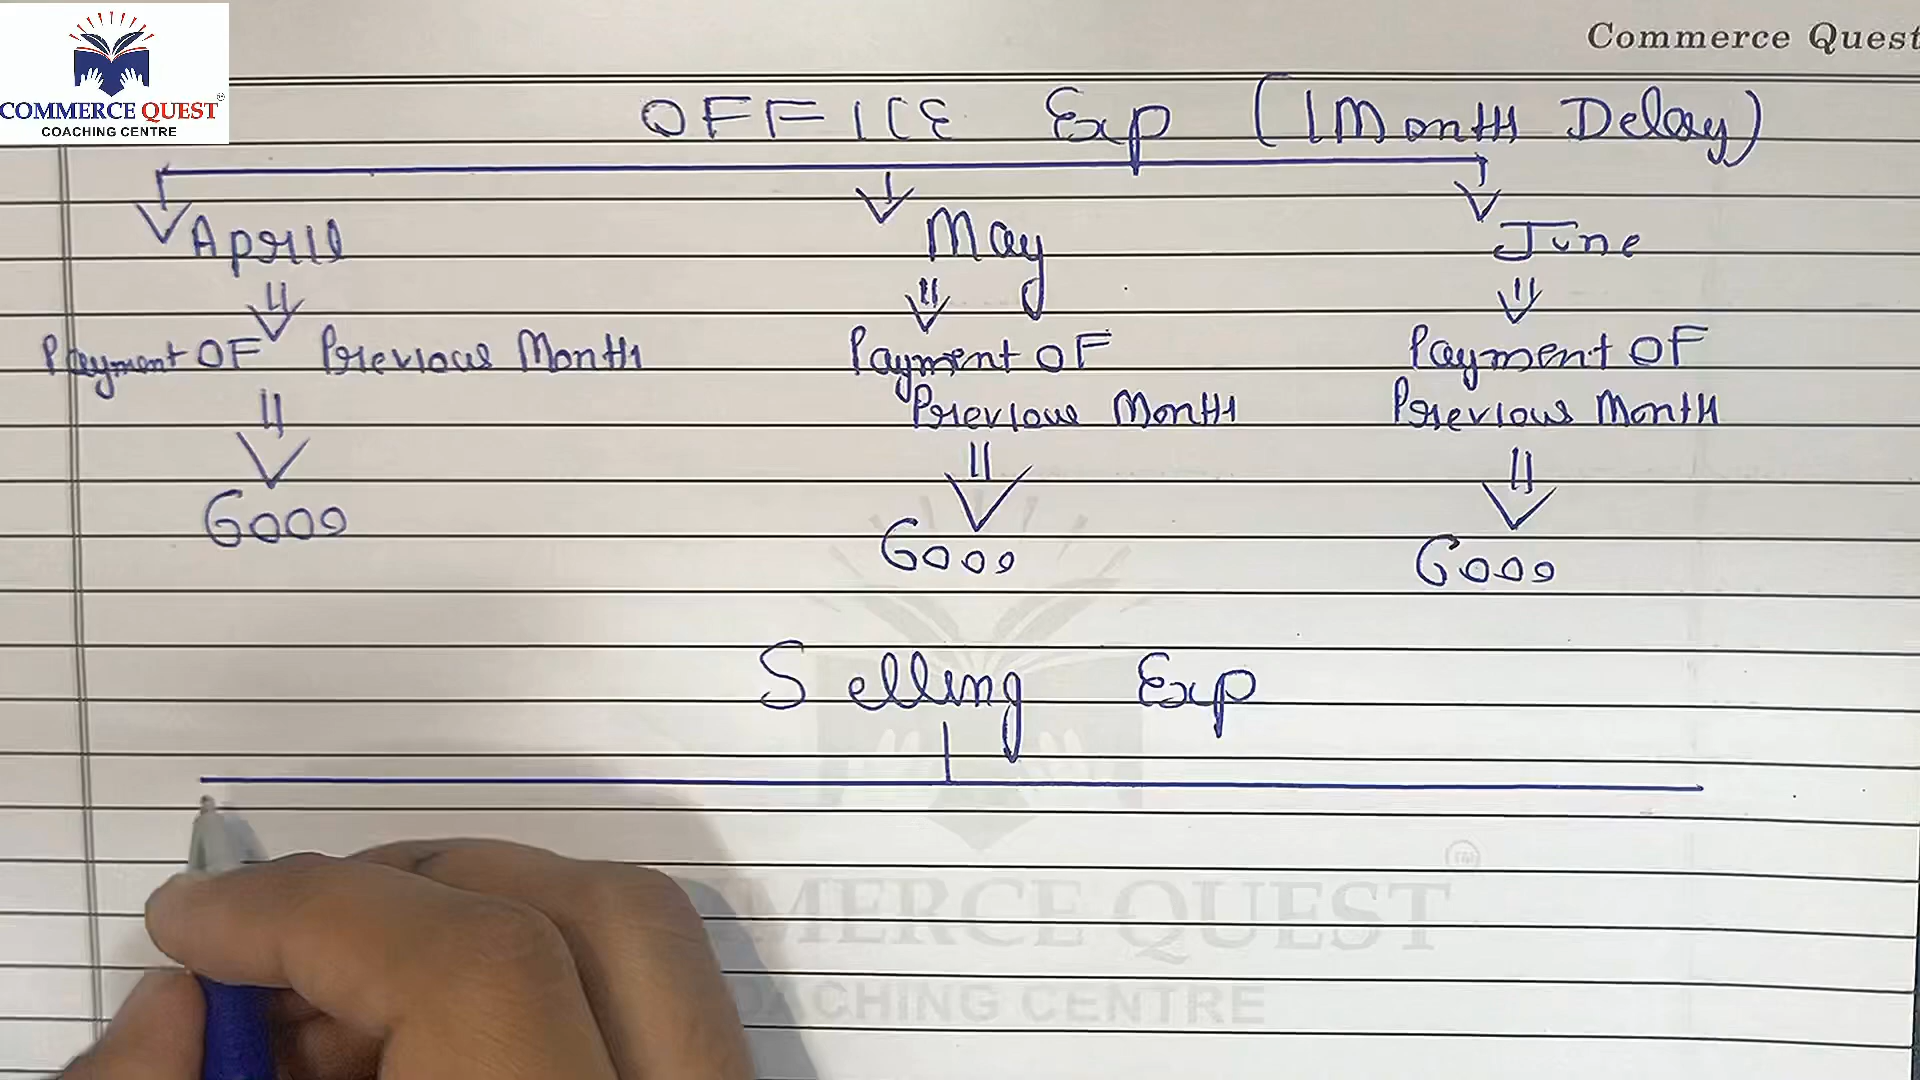 COMMERCE QUEST
COACHING CENTRE
Commerce Quest
OFFICE Exp (1 Month Delay)
April May June
Payment OF Previous Month Payment OF Previous Month Payment OF Previous Month
6000 6000 6000
Selling Exp
COMMERCE QUEST
COACHING CENTRE